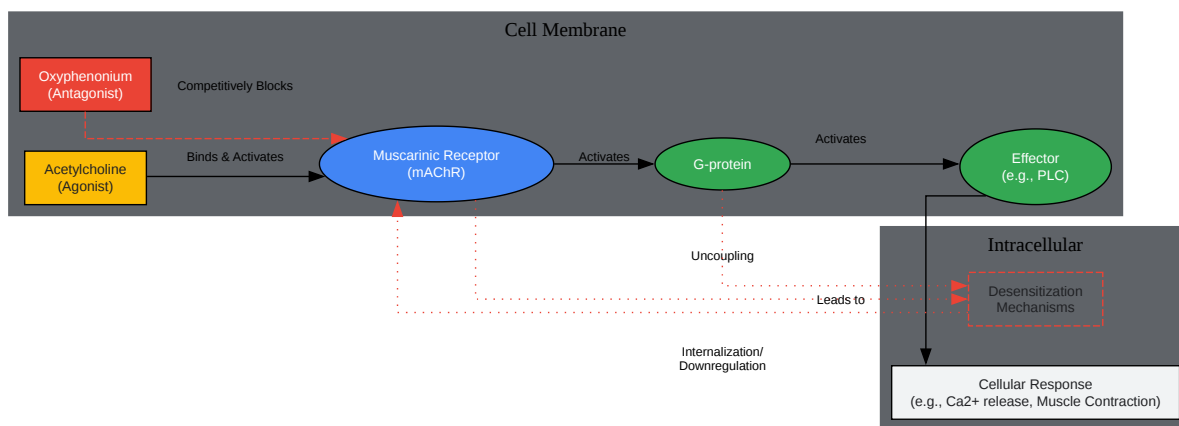 Cell Membrane
Oxyphenonium
(Antagonist)
Competitively Blocks
Acetylcholine
(Agonist)
Binds & Activates
Muscarinic Receptor
(mAChR)
Activates
G-protein
Activates
Effector
(e.g., PLC)
Intracellular
Uncoupling
Leads to
Desensitization
Mechanisms
Internalization/
Downregulation
Cellular Response
(e.g., Ca2+ release, Muscle Contraction)